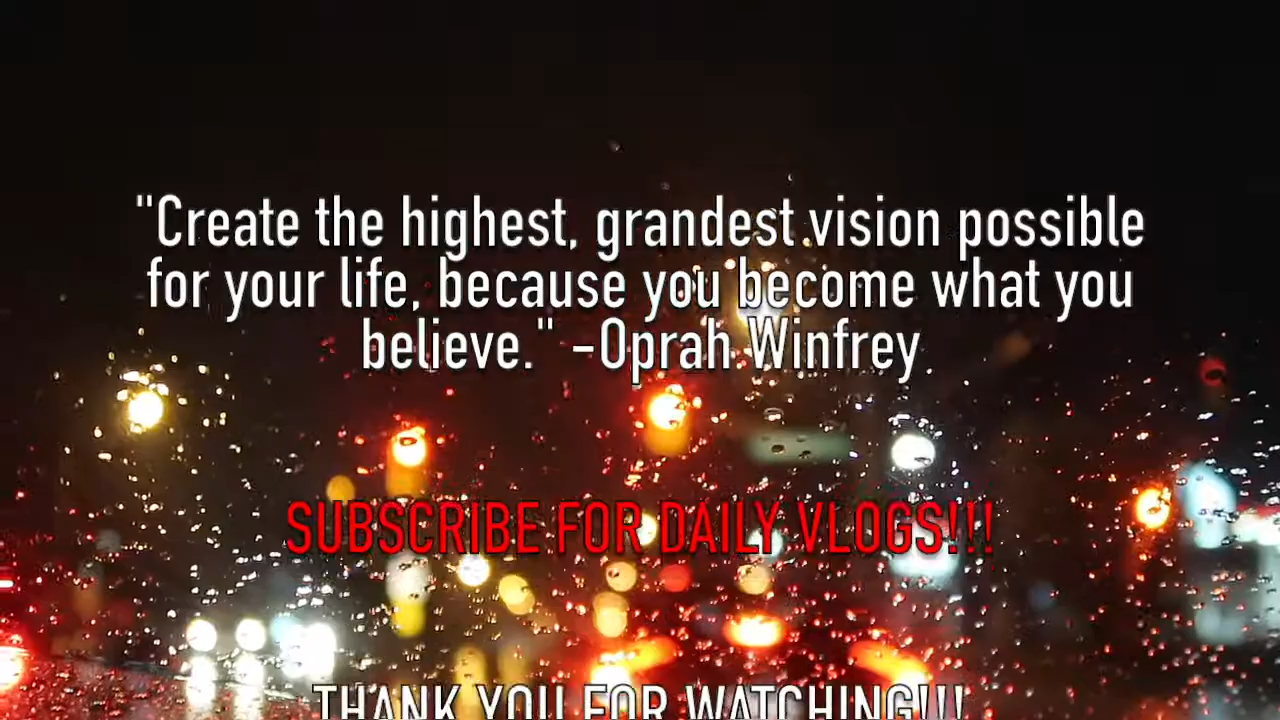 "Create the highest, grandest vision possible
for your life, because you become what you
believe." -Oprah Winfrey
SUBSCRIBE FOR DAILY VLOGS!!!
THANK YOU FOR WATCHING!!!